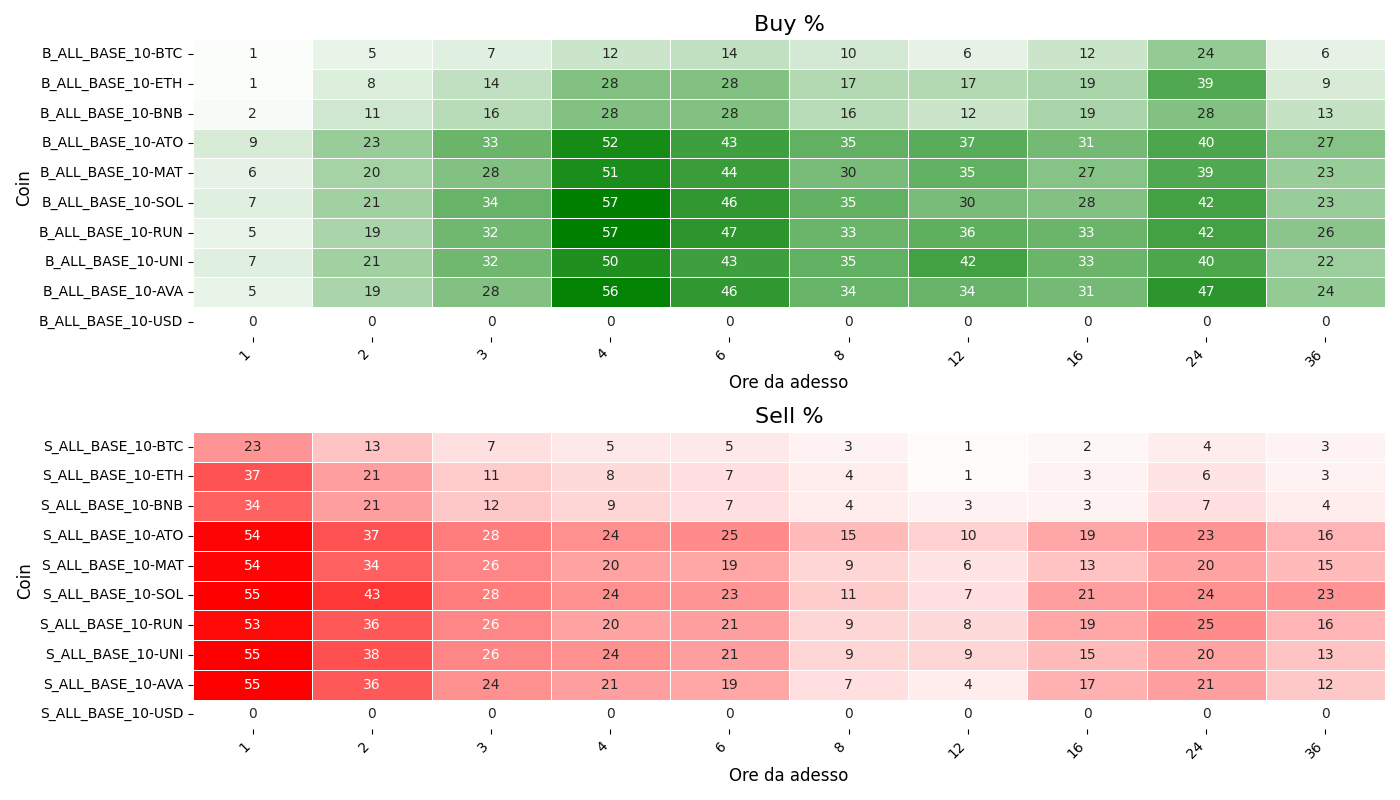 Buy %
B_ALL_BASE_10-BTC 1 5 7 12 14 10 6 12 24 6
B_ALL_BASE_10-ETH 1 8 14 28 28 17 17 19 39 9
B_ALL_BASE_10-BNB 2 11 16 28 28 16 12 19 28 13
B_ALL_BASE_10-ATO 9 23 33 52 43 35 37 31 40 27
B_ALL_BASE_10-MAT 6 20 28 51 44 30 35 27 39 23
Coin
B_ALL_BASE_10-SOL 7 21 34 57 46 35 30 28 42 23
B_ALL_BASE_10-RUN 5 19 32 57 47 33 36 33 42 26
B_ALL_BASE_10-UNI 7 21 32 50 43 35 42 33 40 22
B_ALL_BASE_10-AVA 5 19 28 56 46 34 34 31 47 24
B_ALL_BASE_10-USD 0 0 0 0 0 0 0 0 0 0
1 2 3 4 6 8 12 16 24 36
Ore da adesso
Sell %
S_ALL_BASE_10-BTC 23 13 7 5 5 3 1 2 4 3
S_ALL_BASE_10-ETH 37 21 11 8 7 4 1 3 6 3
S_ALL_BASE_10-BNB 34 21 12 9 7 4 3 3 7 4
S_ALL_BASE_10-ATO 54 37 28 24 25 15 10 19 23 16
S_ALL_BASE_10-MAT 54 34 26 20 19 9 6 13 20 15
Coin
S_ALL_BASE_10-SOL 55 43 28 24 23 11 7 21 24 23
S_ALL_BASE_10-RUN 53 36 26 20 21 9 8 19 25 16
S_ALL_BASE_10-UNI 55 38 26 24 21 9 9 15 20 13
S_ALL_BASE_10-AVA 55 36 24 21 19 7 4 17 21 12
S_ALL_BASE_10-USD 0 0 0 0 0 0 0 0 0 0
1 2 3 4 6 8 12 16 24 36
Ore da adesso